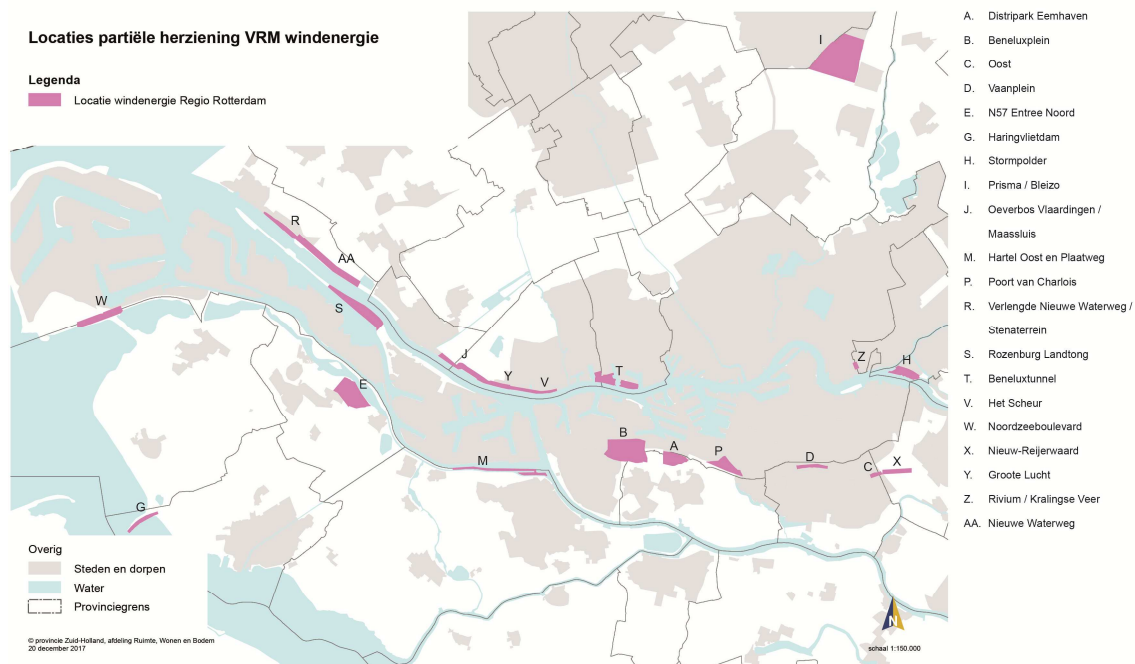 Locaties partiële herziening VRM windenergie
Legenda
Locatie windenergie Regio Rotterdam
I
R
AA
S
W
J
Y
V
T
Z
H
E
B
A
P
D
C
X
M
G
Overig
Steden en dorpen
Water
Provinciegrens
© provincie Zuid-Holland, afdeling Ruimte, Wonen en Bodem
20 december 2017
N
schaal 1:150.000
A. Distripark Eemhaven
B. Beneluxplein
C. Oost
D. Vaanplein
E. N57 Entree Noord
G. Haringvlietdam
H. Stormpolder
I. Prisma / Bleizo
J. Oeverbos Vlaardingen /
Maassluis
M. Hartel Oost en Plaatweg
P. Poort van Charlois
R. Verlengde Nieuwe Waterweg /
Stenaterrein
S. Rozenburg Landtong
T. Beneluxtunnel
V. Het Scheur
W. Noordzeeboulevard
X. Nieuw-Reijerwaard
Y. Groote Lucht
Z. Rivium / Kralingse Veer
AA. Nieuwe Waterweg